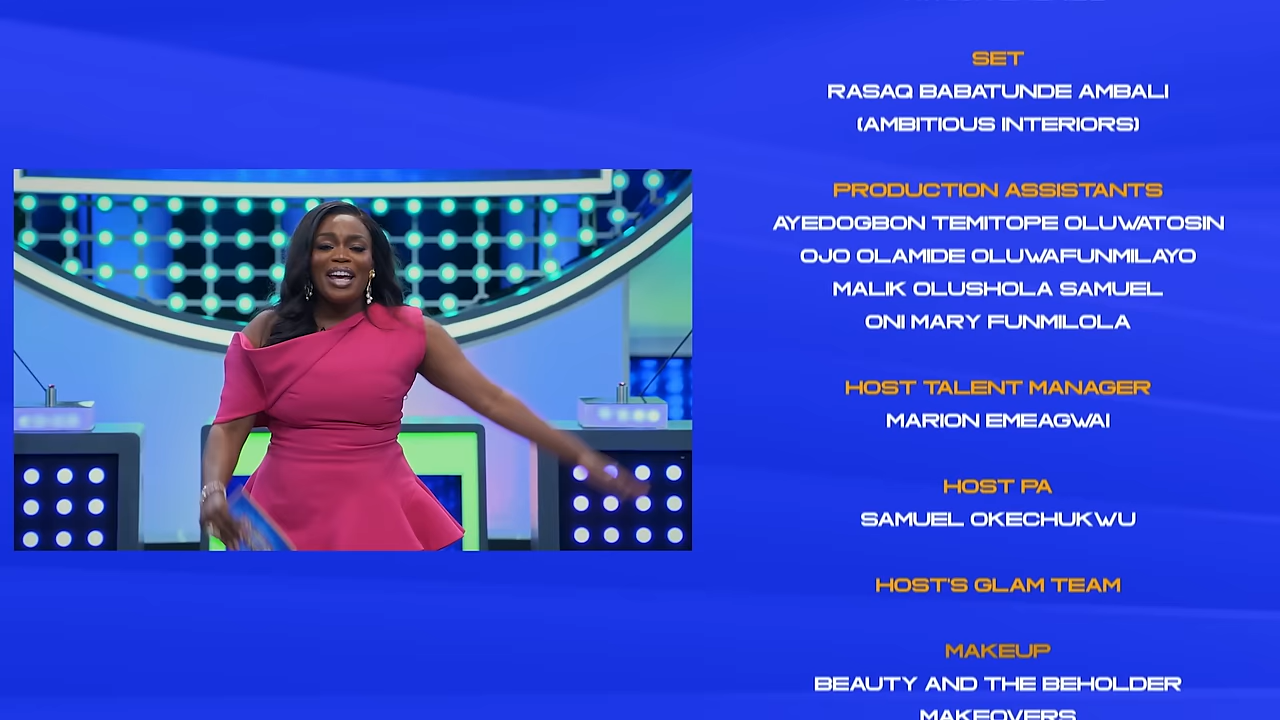 SET
RASAQ BABATUNDE AMBALI
(AMBITIOUS INTERIORS)
PRODUCTION ASSISTANTS
AYEDOGBON TEMITOPE OLUWATOSIN
OJO OLAMIDE OLUWAFUNMILAYO
MALIK OLUSHOLA SAMUEL
ONI MARY FUNMILOLA
HOST TALENT MANAGER
MARION EMEAGWAI
HOST PA
SAMUEL OKECHUKWU
HOST'S GLAM TEAM
MAKEUP
BEAUTY AND THE BEHOLDER
MAKEOVERS